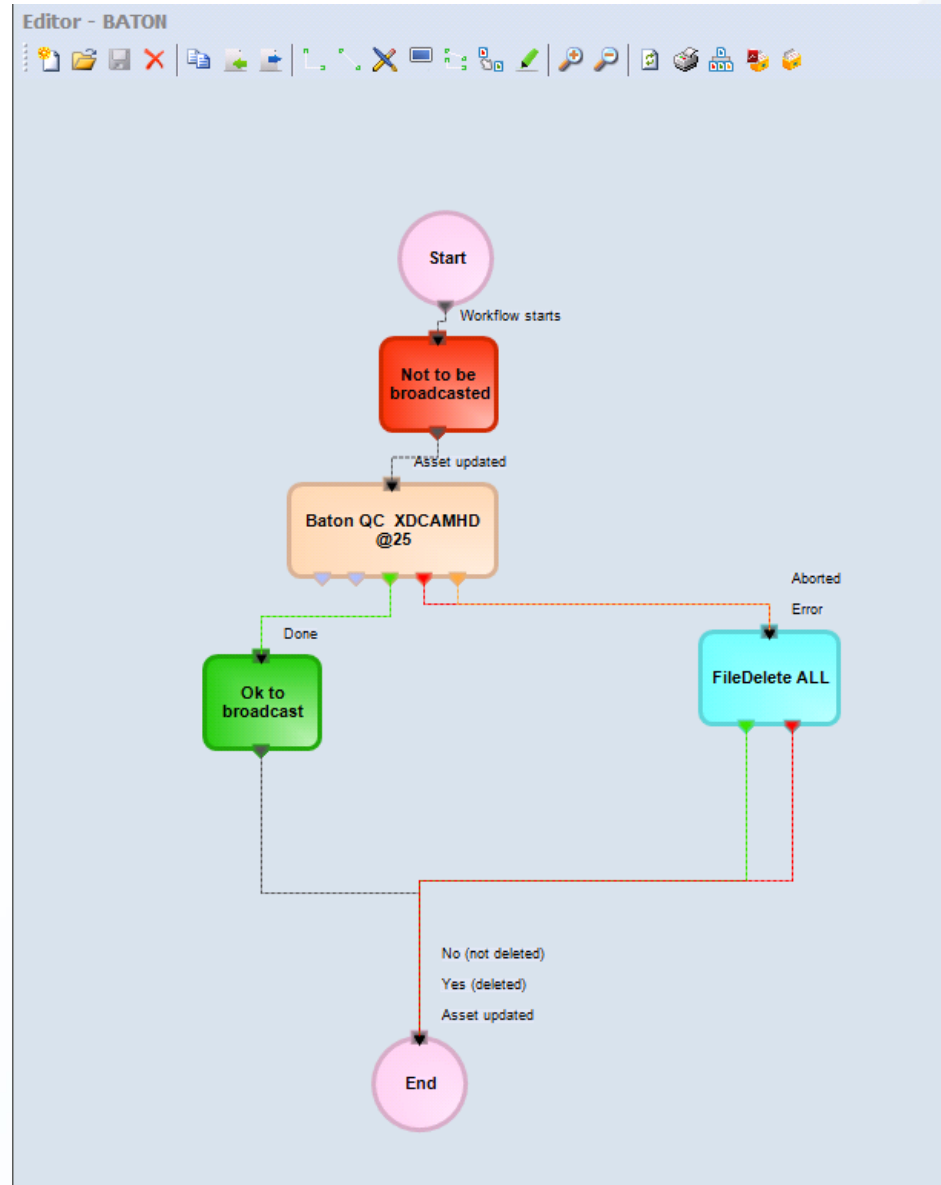 Editor - BATON
Start
Workflow starts
Not to be
broadcasted
Asset updated
Baton QC XDCAMHD
@25
Aborted
Error
Done
FileDelete ALL
Ok to
broadcast
No (not deleted)
Yes (deleted)
Asset updated
End